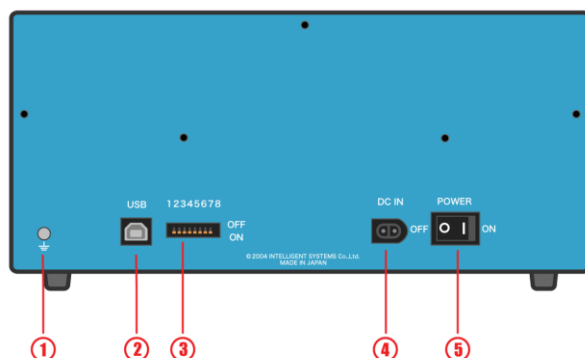 USB
12345678
OFF
ON
DC IN
OFF
POWER
ON
© 2004 INTELLIGENT SYSTEMS Co.,Ltd.
MADE IN JAPAN
1
2
3
4
5